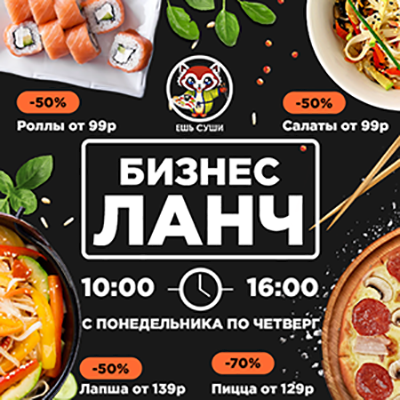 -50%
Роллы от 99р
ЕШЬ СУШИ
-50%
Салаты от 99р
БИЗНЕС
ЛАНЧ
10:00 16:00
С ПОНЕДЕЛЬНИКА ПО ЧЕТВЕРГ
-50%
Лапша от 139р
-70%
Пицца от 129р